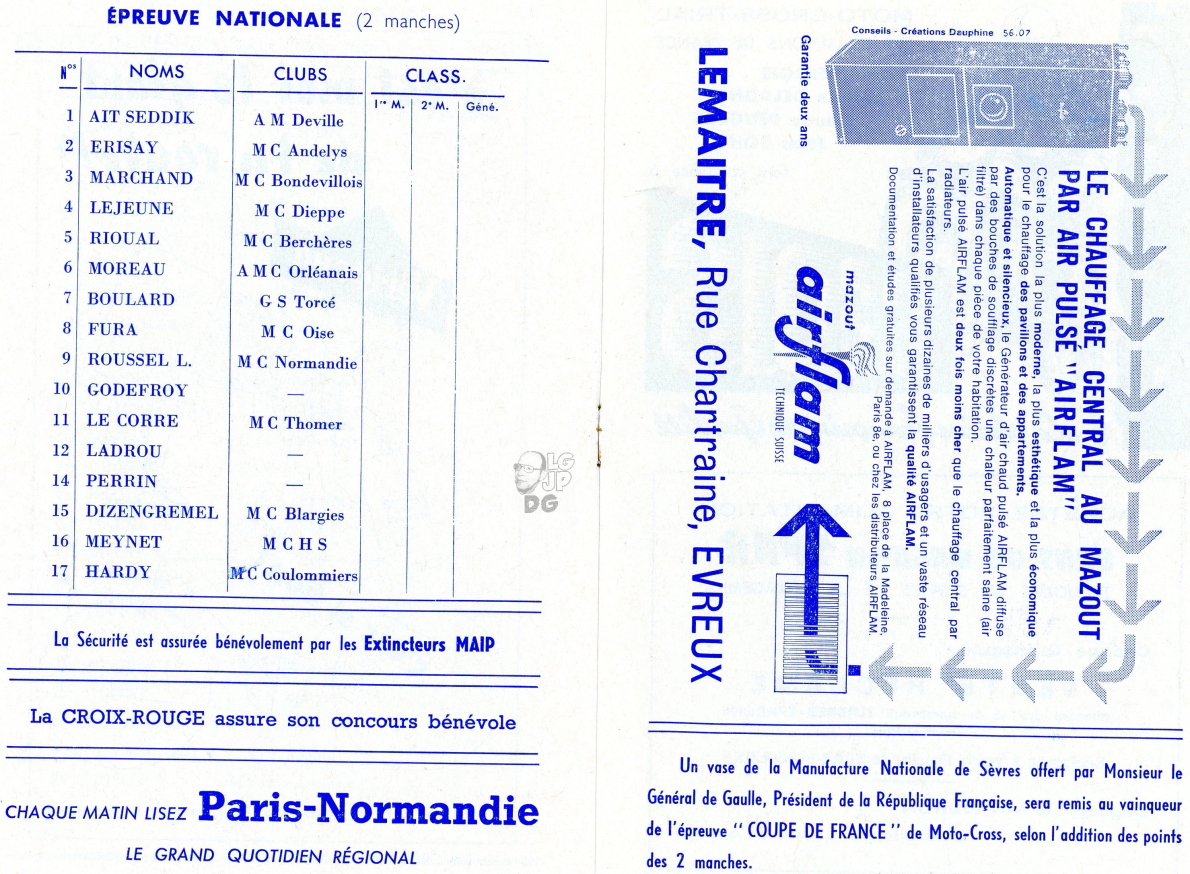 ÉPREUVE NATIONALE (2 manches)
Nos NOMS CLUBS CLASS.
1re M. 2e M. Géné.
1 AIT SEDDIK A M Deville
2 ERISAY M C Andelys
3 MARCHAND M C Bondevillois
4 LEJEUNE M C Dieppe
5 RIOUAL M C Berchères
6 MOREAU A M C Orléanais
7 BOULARD G S Torcé
8 FURA M C Oise
9 ROUSSEL L. M C Normandie
10 GODEFROY —
11 LE CORRE M C Thomer
12 LADROU —
14 PERRIN —
15 DIZENGREMEL M C Blargies
16 MEYNET M C H S
17 HARDY M C Coulommiers
La Sécurité est assurée bénévolement par les Extincteurs MAIP
La CROIX-ROUGE assure son concours bénévole
CHAQUE MATIN LISEZ Paris-Normandie
LE GRAND QUOTIDIEN RÉGIONAL
LG
JP
DG
Conseils - Créations Dauphine 56.07
Garantie deux ans
LE CHAUFFAGE CENTRAL AU MAZOUT
PAR AIR PULSÉ "AIRFLAM"
C'est la solution la plus moderne, la plus esthétique et la plus économique
pour le chauffage des pavillons et des appartements.
Automatique et silencieux, le Générateur d'air chaud pulsé AIRFLAM diffuse
par des bouches de soufflage discrètes une chaleur parfaitement saine (air
filtré) dans chaque pièce de votre habitation.
L'air pulsé AIRFLAM est deux fois moins cher que le chauffage central par
radiateurs.
La satisfaction de plusieurs dizaines de milliers d'usagers et un vaste réseau
d'installateurs qualifiés vous garantissent la qualité AIRFLAM.
Documentation et études gratuites sur demande à AIRFLAM, 8 place de la Madeleine,
Paris 8e, ou chez les distributeurs AIRFLAM.
mazout
airflam
TECHNIQUE SUISSE
LEMAITRE, Rue Chartraine, EVREUX
Un vase de la Manufacture Nationale de Sèvres offert par Monsieur le
Général de Gaulle, Président de la République Française, sera remis au vainqueur
de l'épreuve " COUPE DE FRANCE " de Moto-Cross, selon l'addition des points
des 2 manches.